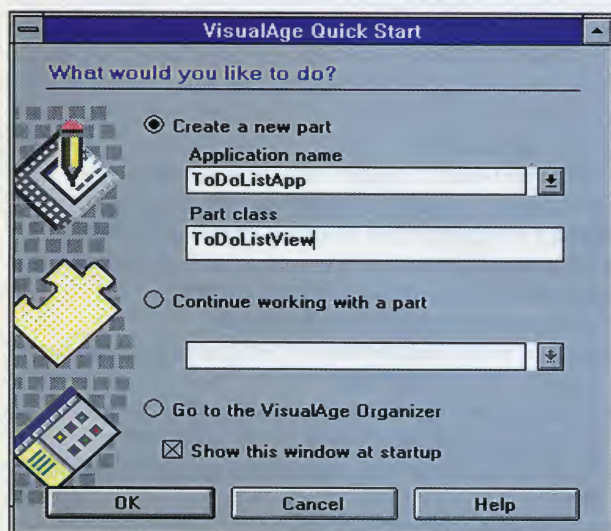 VisualAge Quick Start
What would you like to do?
Create a new part
Application name
ToDoListApp
Part class
ToDoListView
Continue working with a part
Go to the VisualAge Organizer
Show this window at startup
OK
Cancel
Help